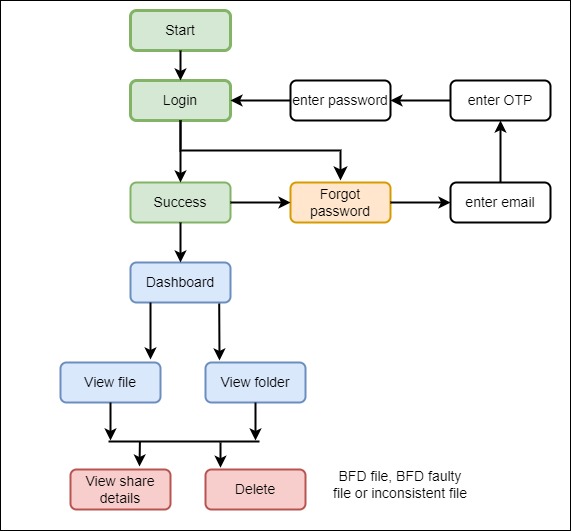 Start
Login
enter password
enter OTP
Success
Forgot
password
enter email
Dashboard
View file
View folder
View share
details
Delete
BFD file, BFD faulty
file or inconsistent file